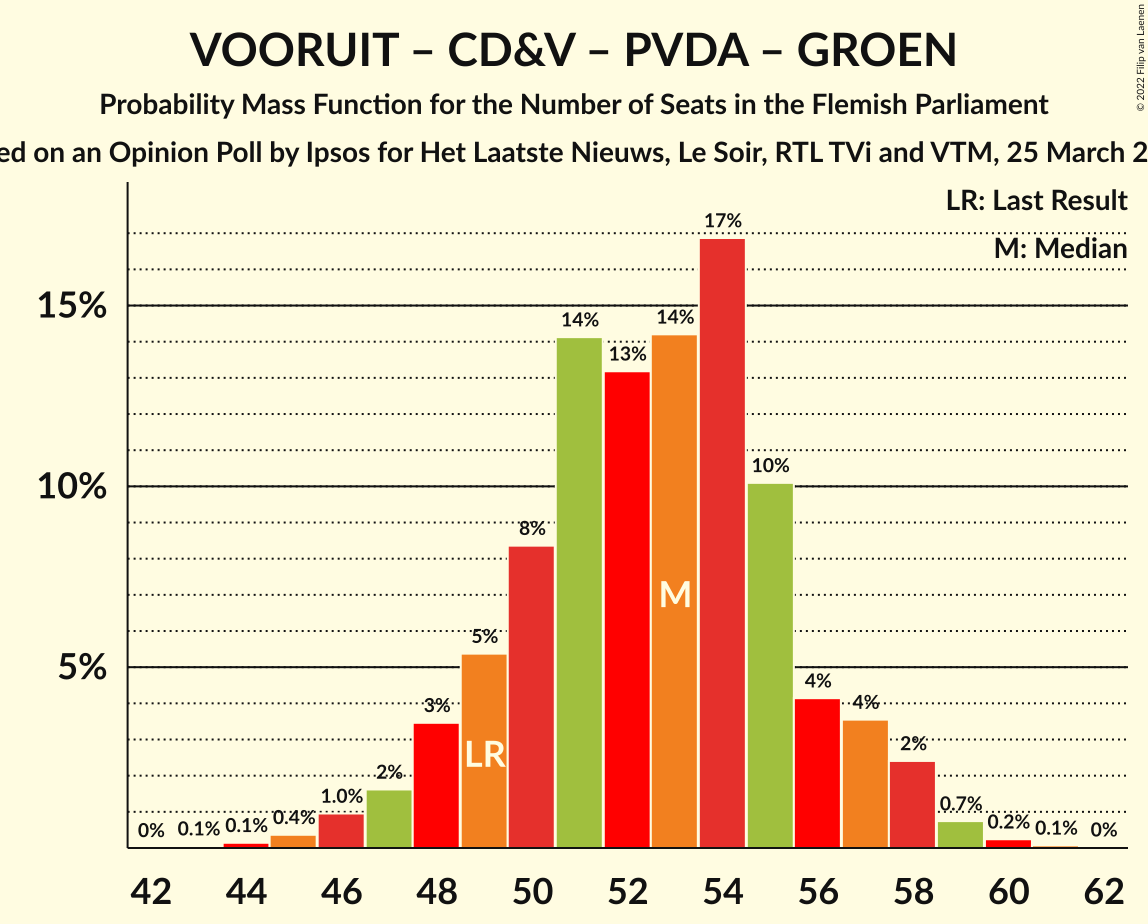 VOORUIT – CD&V – PVDA – GROEN
Probability Mass Function for the Number of Seats in the Flemish Parliament
on an Opinion Poll by Ipsos for Het Laatste Nieuws, Le Soir, RTL TVi and VTM, 25 March
© 2022 Filip van Laenen
LR: Last Result
M: Median
17%
15%
14% 14%
13%
10%
10%
8%
M
5%
5%
4%
4%
3%
LR
2%
2%
0% 0.1% 0.1% 0.4% 1.0% 0.7% 0.2% 0.1% 0%
42 44 46 48 50 52 54 56 58 60 62